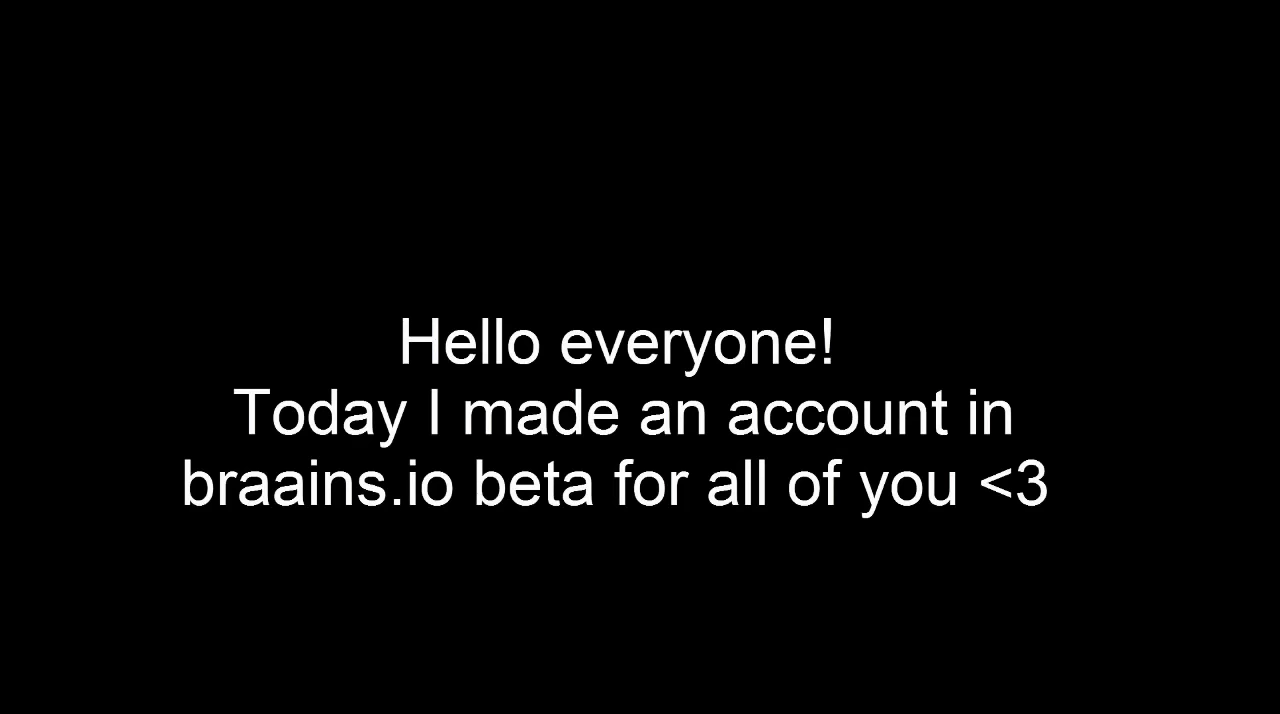 Hello everyone!
Today I made an account in
braains.io beta for all of you <3